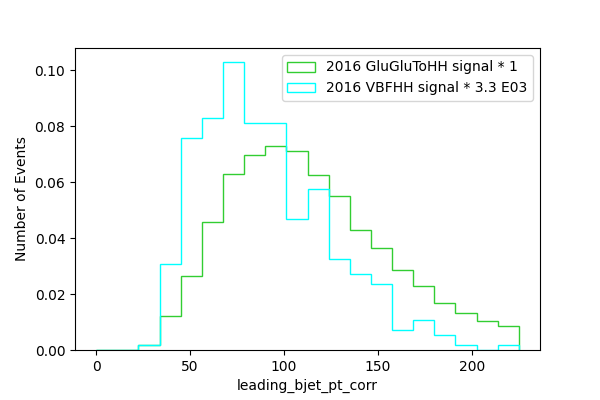 2016 GluGluToHH signal * 1
2016 VBFHH signal * 3.3 E03
Number of Events
0.10
0.08
0.06
0.04
0.02
0.00
0 50 100 150 200
leading_bjet_pt_corr